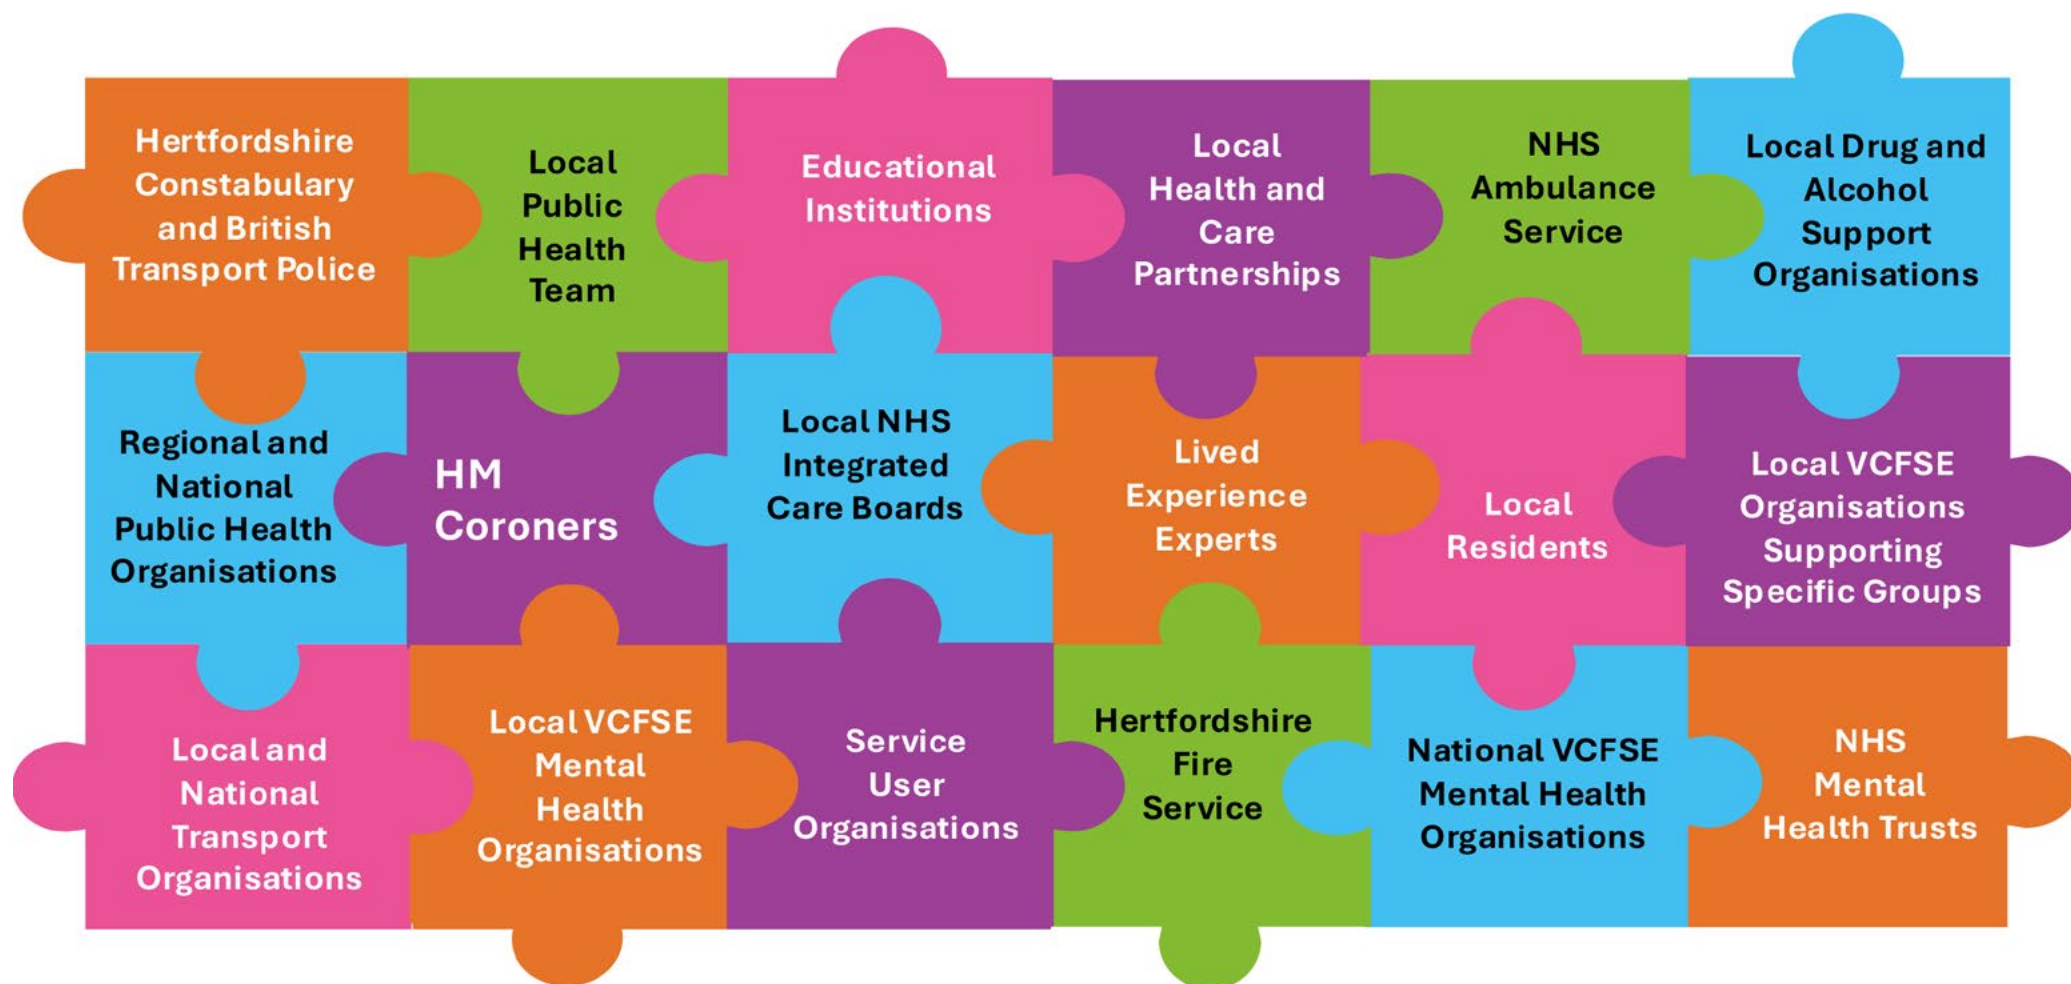 Hertfordshire
Constabulary
and British
Transport Police
Local
Public
Health
Team
Educational
Institutions
Local
Health and
Care
Partnerships
NHS
Ambulance
Service
Local Drug and
Alcohol
Support
Organisations
Regional and
National
Public Health
Organisations
HM
Coroners
Local NHS
Integrated
Care Boards
Lived
Experience
Experts
Local
Residents
Local VCFSE
Organisations
Supporting
Specific Groups
Local and
National
Transport
Organisations
Local VCFSE
Mental
Health
Organisations
Service
User
Organisations
Hertfordshire
Fire
Service
National VCFSE
Mental Health
Organisations
NHS
Mental
Health Trusts